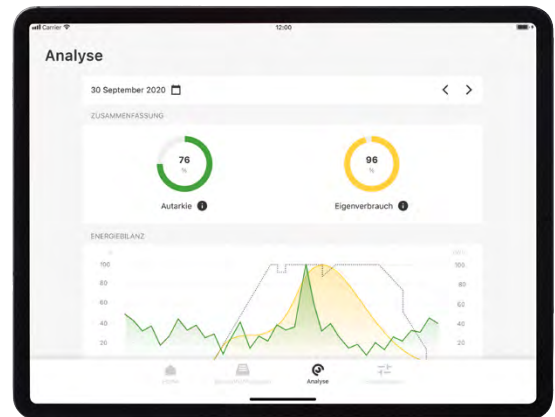 Carrier
12:00
Analyse
30 September 2020
ZUSAMMENFASSUNG
76
%
96
%
Autarkie
Eigenverbrauch
ENERGIEBILANZ
100 100
80 80
60 60
40 40
20 20
Analyse